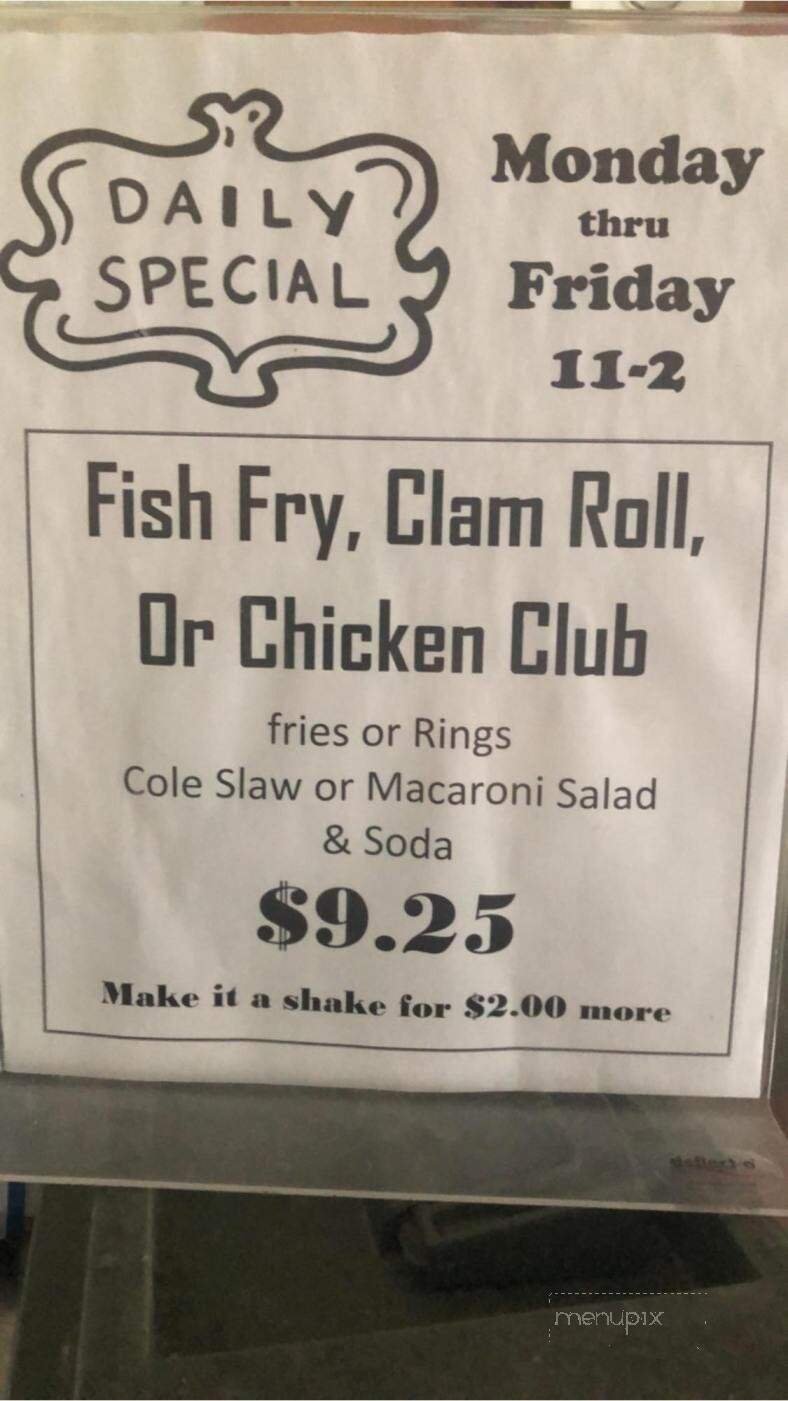 DAILY
SPECIAL
Monday
thru
Friday
11-2
Fish Fry, Clam Roll,
Or Chicken Club
fries or Rings
Cole Slaw or Macaroni Salad
& Soda
$9.25
Make it a shake for $2.00 more
deflect-o
menupix